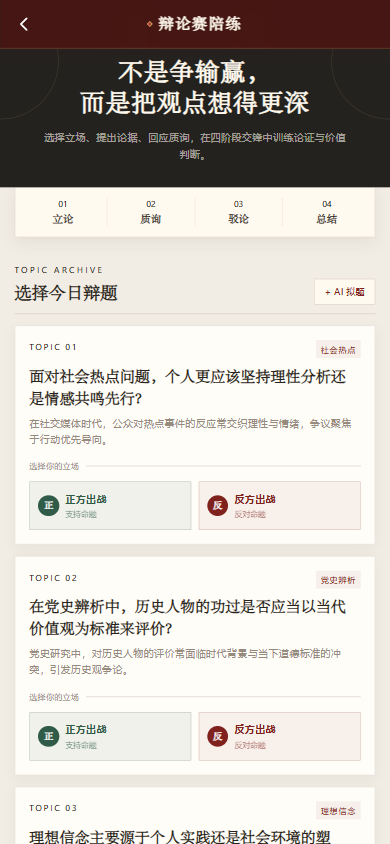 辩论赛陪练
不是争输赢，
而是把观点想得更深
选择立场、提出论据、回应质询，在四阶段交锋中训练论证与价值
判断。
01
立论
02
质询
03
驳论
04
总结
TOPIC ARCHIVE
选择今日辩题
+ AI 拟题
TOPIC 01
社会热点
面对社会热点问题，个人更应该坚持理性分析还
是情感共鸣先行？
在社交媒体时代，公众对热点事件的反应常交织理性与情绪，争议聚焦
于行动优先导向。
选择你的立场
正
正方出战
支持命题
反
反方出战
反对命题
TOPIC 02
党史辨析
在党史辨析中，历史人物的功过是否应当以当代
价值观为标准来评价？
党史研究中，对历史人物的评价常面临时代背景与当下道德标准的冲
突，引发历史观争论。
选择你的立场
正
正方出战
支持命题
反
反方出战
反对命题
TOPIC 03
理想信念
理想信念主要源于个人实践还是社会环境的塑